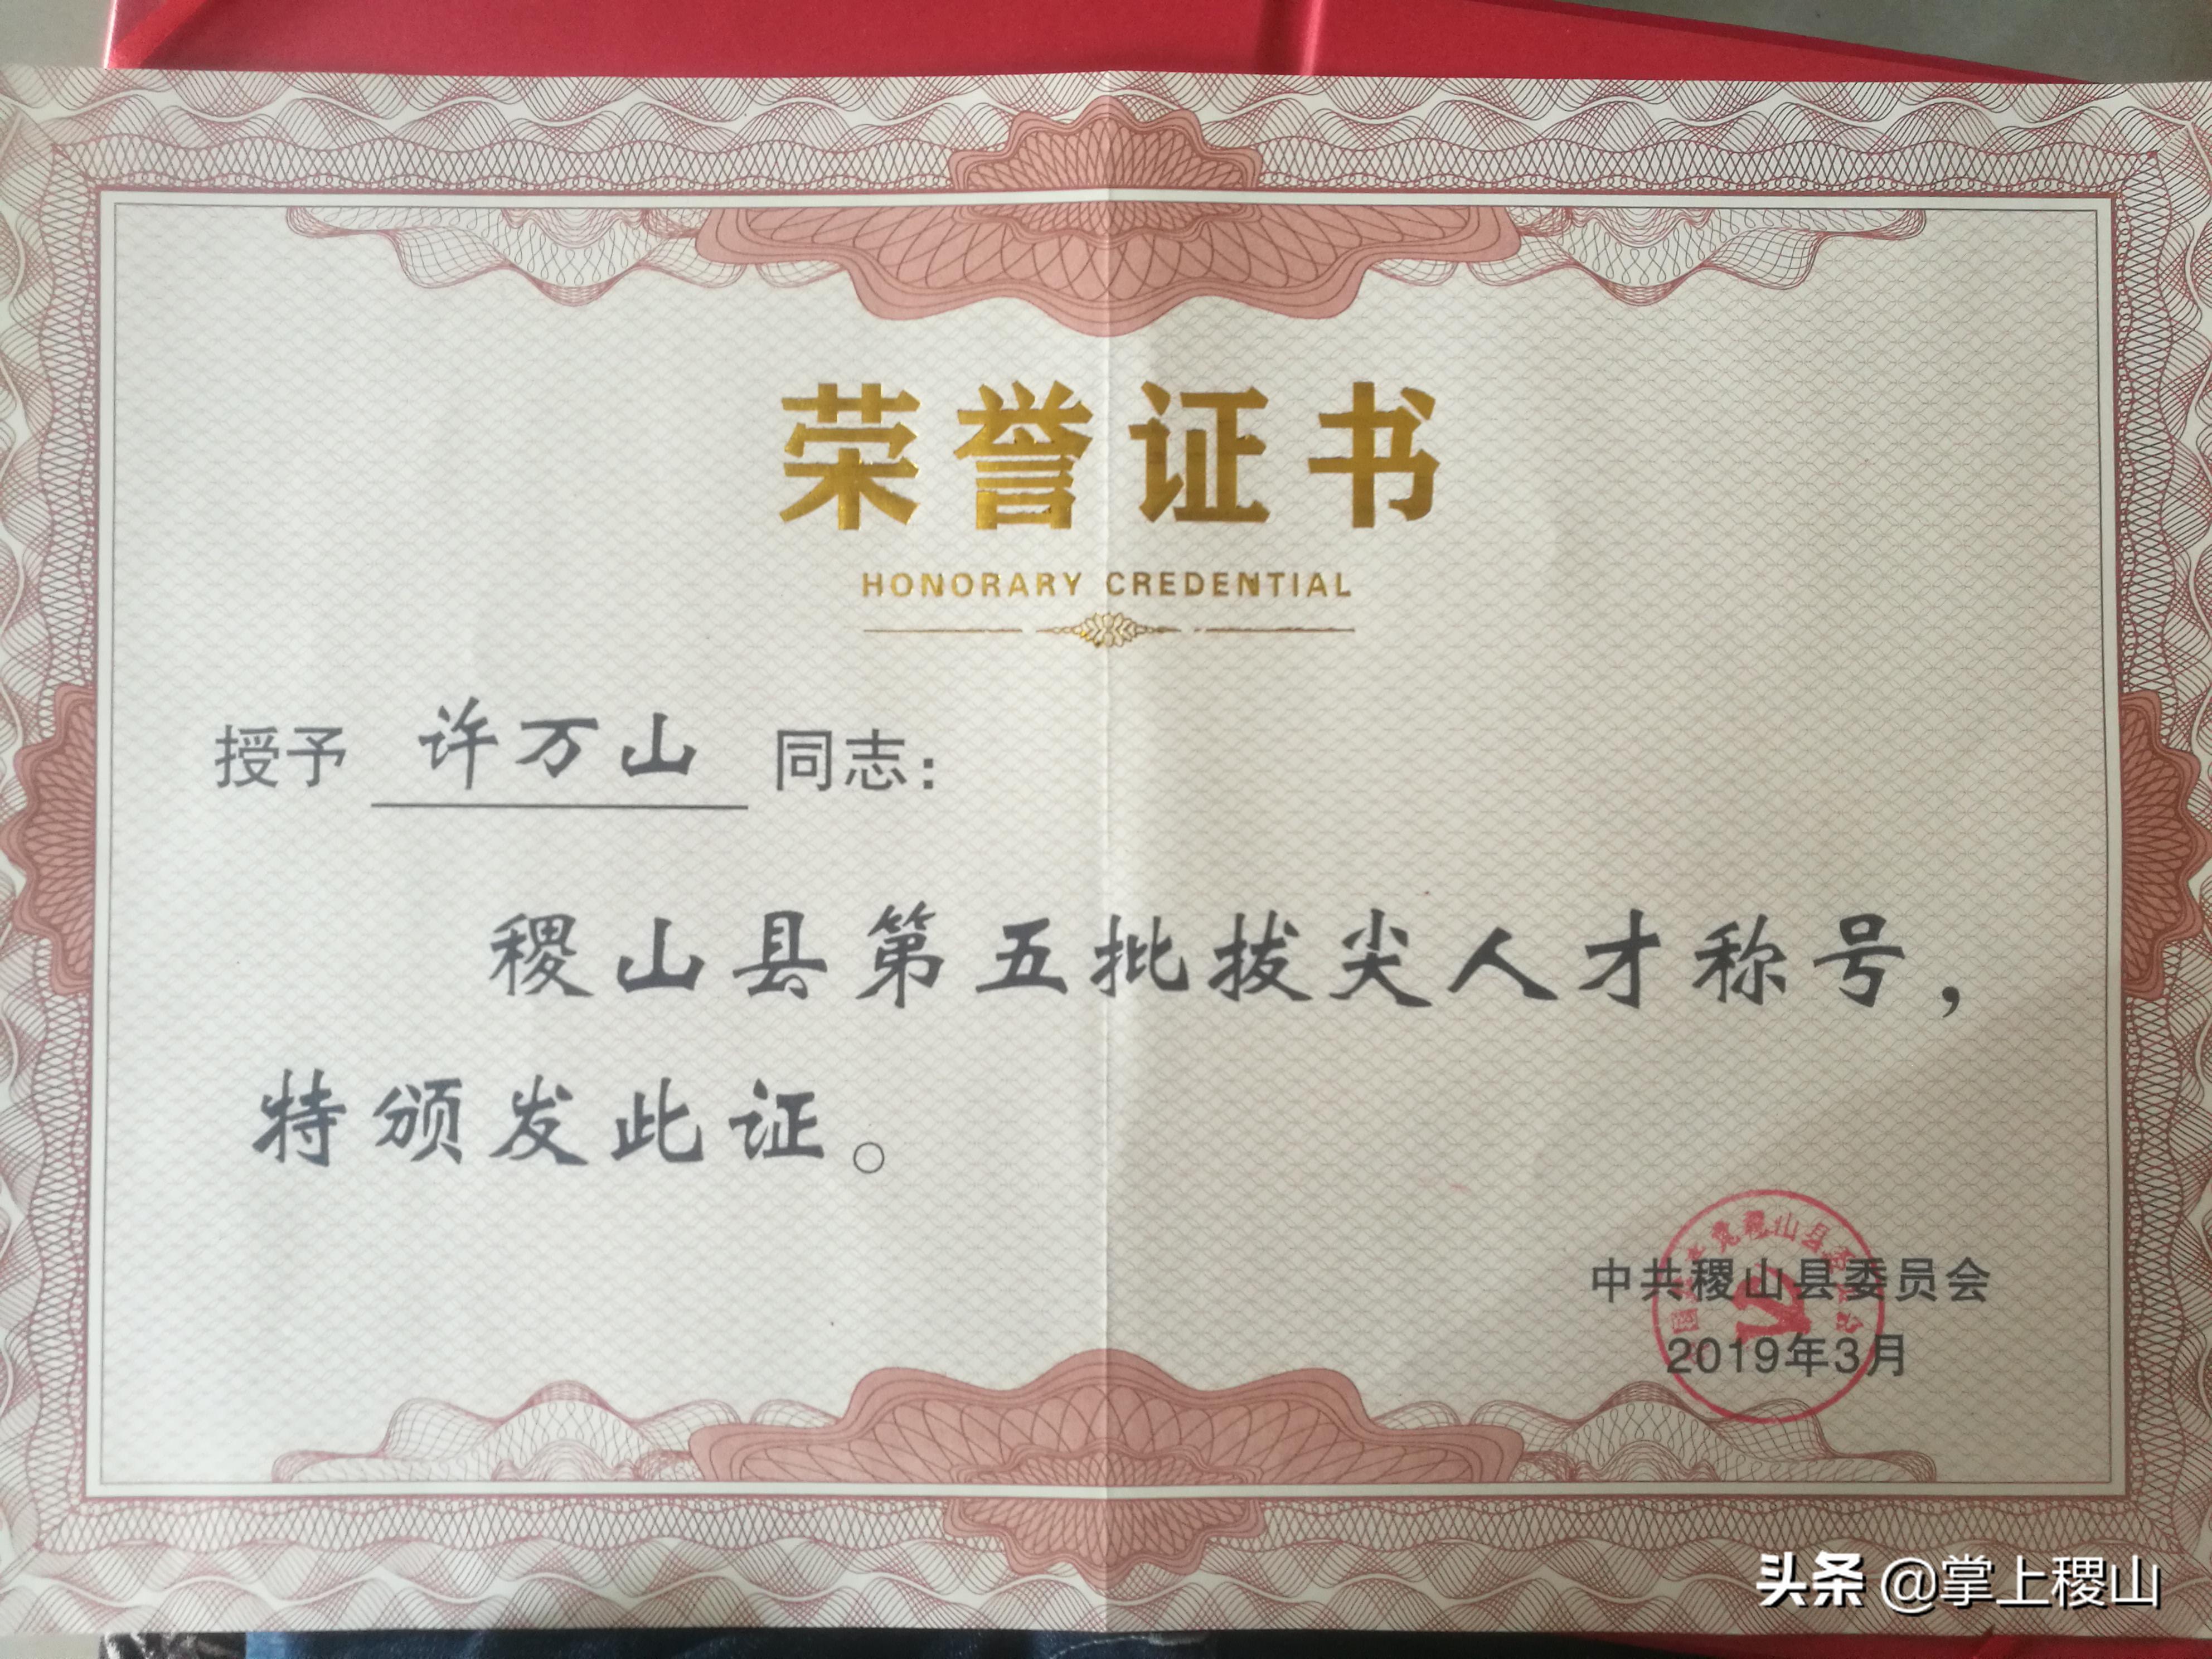 荣誉证书
HONORARY CREDENTIAL
授予 许万山 同志：
稷山县第五批拔尖人才称号，
特颁发此证。
中共稷山县委员会
2019年3月
头条 @掌上稷山